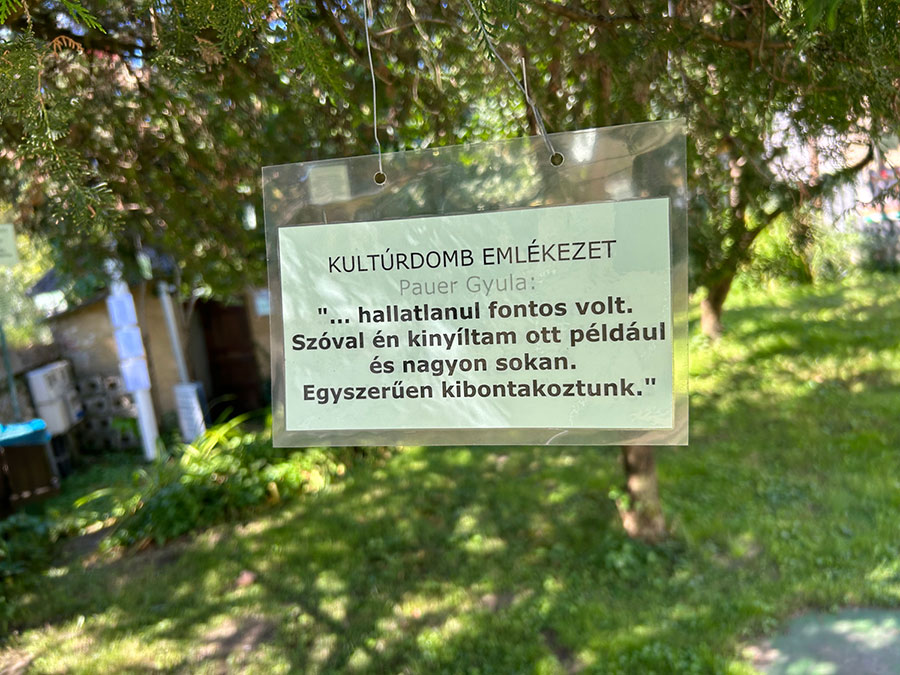 KULTÚRDOMB EMLÉKEZET
Pauer Gyula:
"... hallatlanul fontos volt.
Szóval én kinyíltam ott például
és nagyon sokan.
Egyszerűen kibontakoztunk."